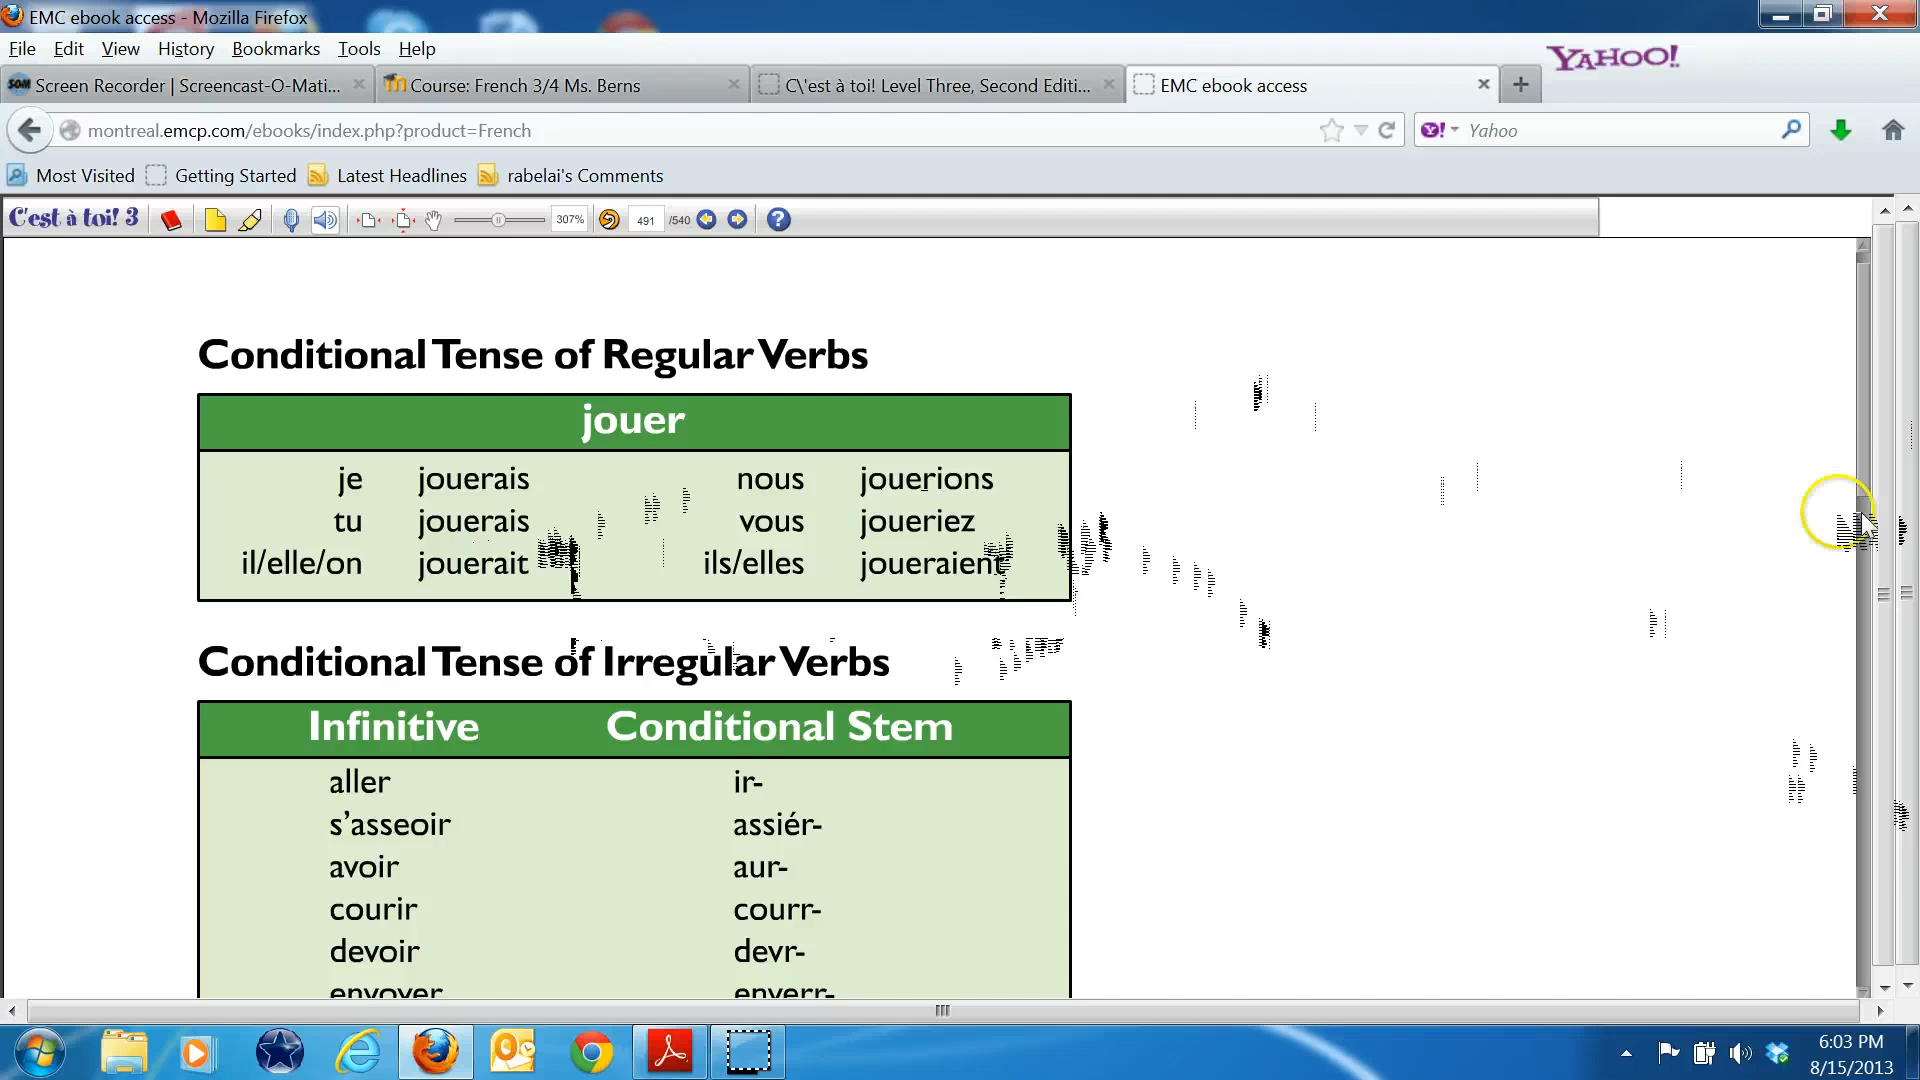 EMC ebook access - Mozilla Firefox
File Edit View History Bookmarks Tools Help
YAHOO!
SOM Screen Recorder | Screencast-O-Mati... Course: French 3/4 Ms. Berns C\'est à toi! Level Three, Second Editi... EMC ebook access
montreal.emcp.com/ebooks/index.php?product=French Yahoo
Most Visited Getting Started Latest Headlines rabelai's Comments
C'est à toi! 3 307% 491 /540
Conditional Tense of Regular Verbs
jouer
je jouerais nous jouerions
tu jouerais vous joueriez
il/elle/on jouerait ils/elles joueraient
Conditional Tense of Irregular Verbs
Infinitive Conditional Stem
aller ir-
s'asseoir assiér-
avoir aur-
courir courr-
devoir devr-
envoyer enverr-
6:03 PM
8/15/2013